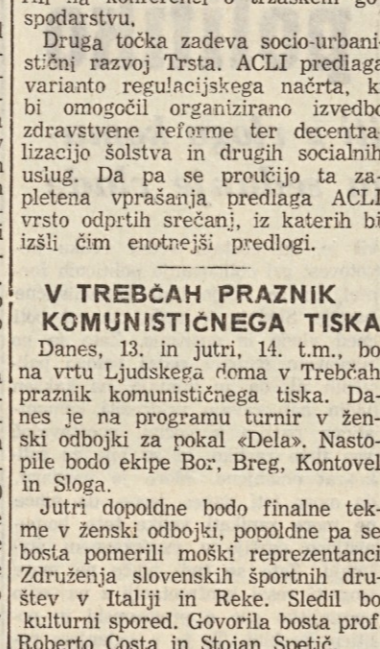 spodarstvu.
Druga točka zadeva socio-urbani-
stični razvoj Trsta. ACLI predlaga
varianto regulacijskega načrta, k
bi omogočil organizirano izvedbo
zdravstvene reforme ter decentra
lizacijo šolstva in drugih socialnih
uslug. Da pa se proučijo ta za-
pletena vprašanja predlaga ACLI
vrsto odprtih srečanj, iz katerih bi
izšli čim enotnejši predlogi.
V TREBČAH PRAZNIK
KOMUNISTIČNEGA TISKA
Danes, 13. in jutri, 14. t.m., bo
na vrtu Ljudskega doma v Trebčah
praznik komunističnega tiska. Da-
nes je na programu turnir v žen-
ski odbojki za pokal «Dela». Nasto-
pile bodo ekipe Bor, Breg, Kontovel
in Sloga.
Jutri dopoldne bodo finalne tek-
me v ženski odbojki, popoldne pa se
bosta pomerili moški reprezentanci
Združenja slovenskih športnih dru-
štev v Italiji in Reke. Sledil bo
kulturni spored. Govorila bosta prof
Roberto Costa in Stojan Spetič